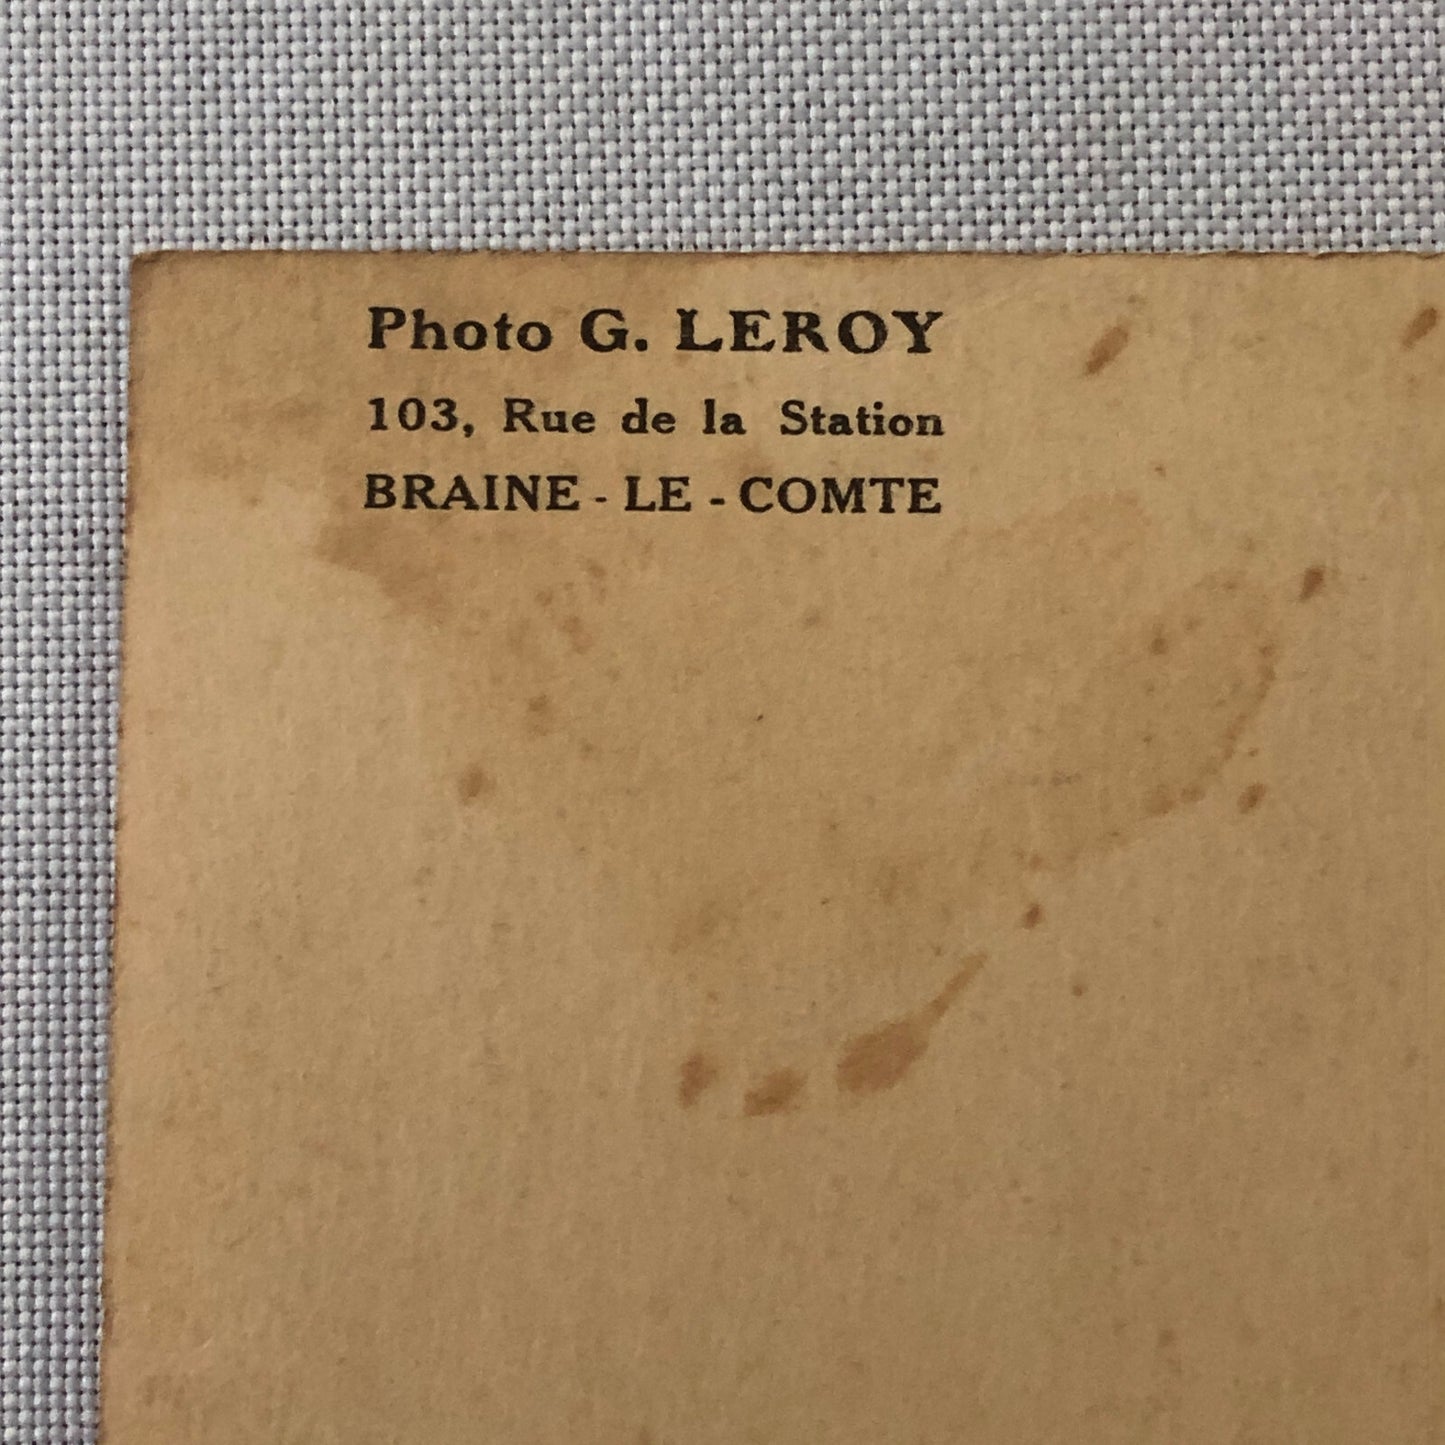 Photo G. LEROY
103, Rue de la Station
BRAINE - LE - COMTE